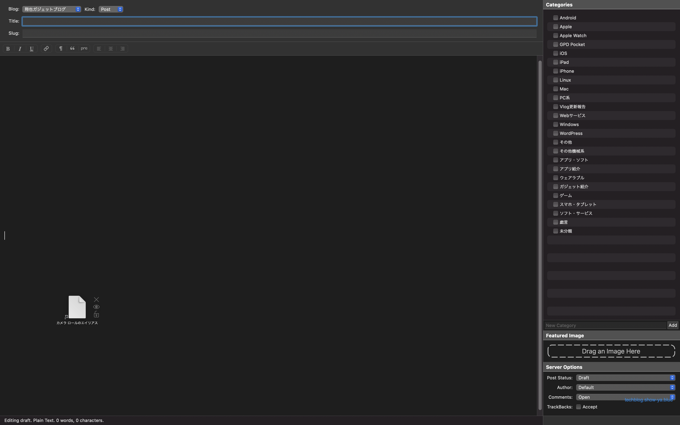 Blog: 現在ガジェットブログ Kind: Post
Title:
Slug:
B I U ¶ pre
カメラ ロールのエイリアス
Editing draft. Plain Text. 0 words, 0 characters.
Categories
Android
Apple
Apple Watch
GPD Pocket
iOS
iPad
iPhone
Linux
Mac
PC系
Vlog更新報告
Webサービス
Windows
WordPress
その他
その他機械系
アプリ・ソフト
アプリ紹介
ウェアラブル
ガジェット紹介
ゲーム
スマホ・タブレット
ソフト・サービス
未分類
New Category
Add
Featured Image
Drag an Image Here
Server Options
Post Status: Draft
Author: Default
Comments: Open
TrackBacks: Accept